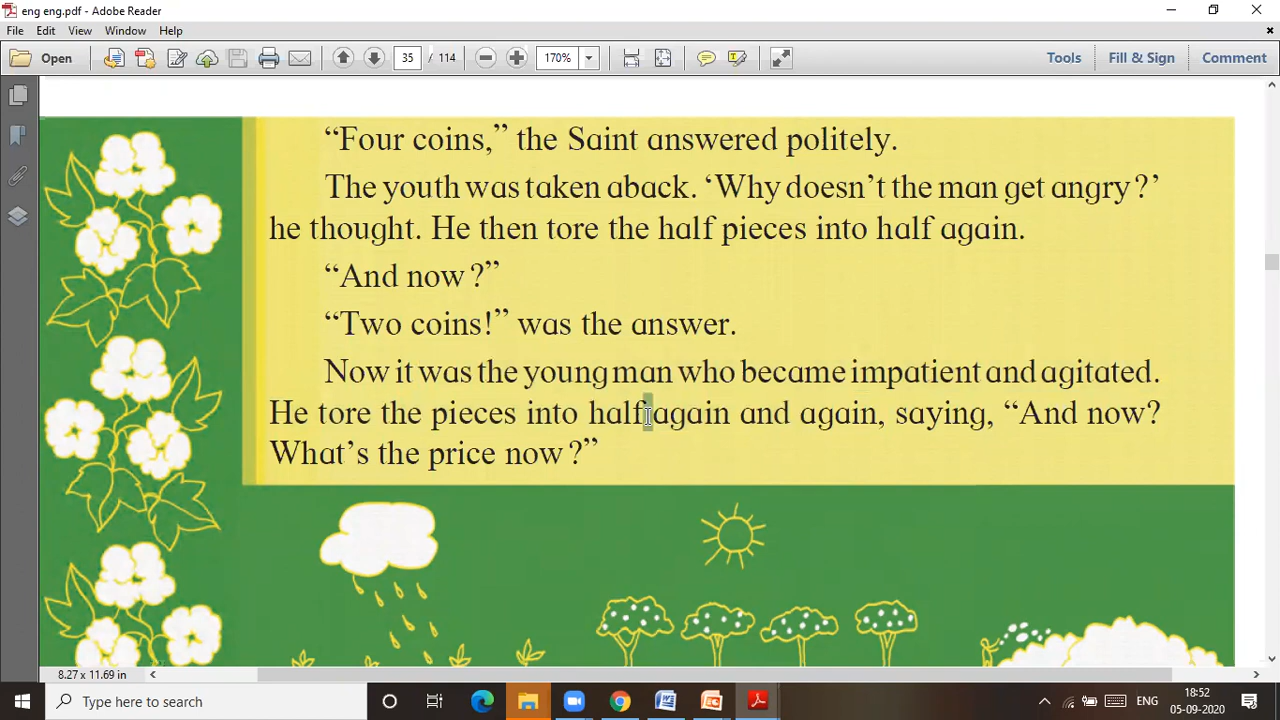 eng eng.pdf - Adobe Reader
File Edit View Window Help
Open 35 / 114 170% Tools Fill & Sign Comment
“Four coins,” the Saint answered politely.
The youth was taken aback. ‘Why doesn’t the man get angry?’
he thought. He then tore the half pieces into half again.
“And now?”
“Two coins!” was the answer.
Now it was the young man who became impatient and agitated.
He tore the pieces into half again and again, saying, “And now?
What’s the price now?”
8.27 x 11.69 in
Type here to search ENG 18:52
05-09-2020